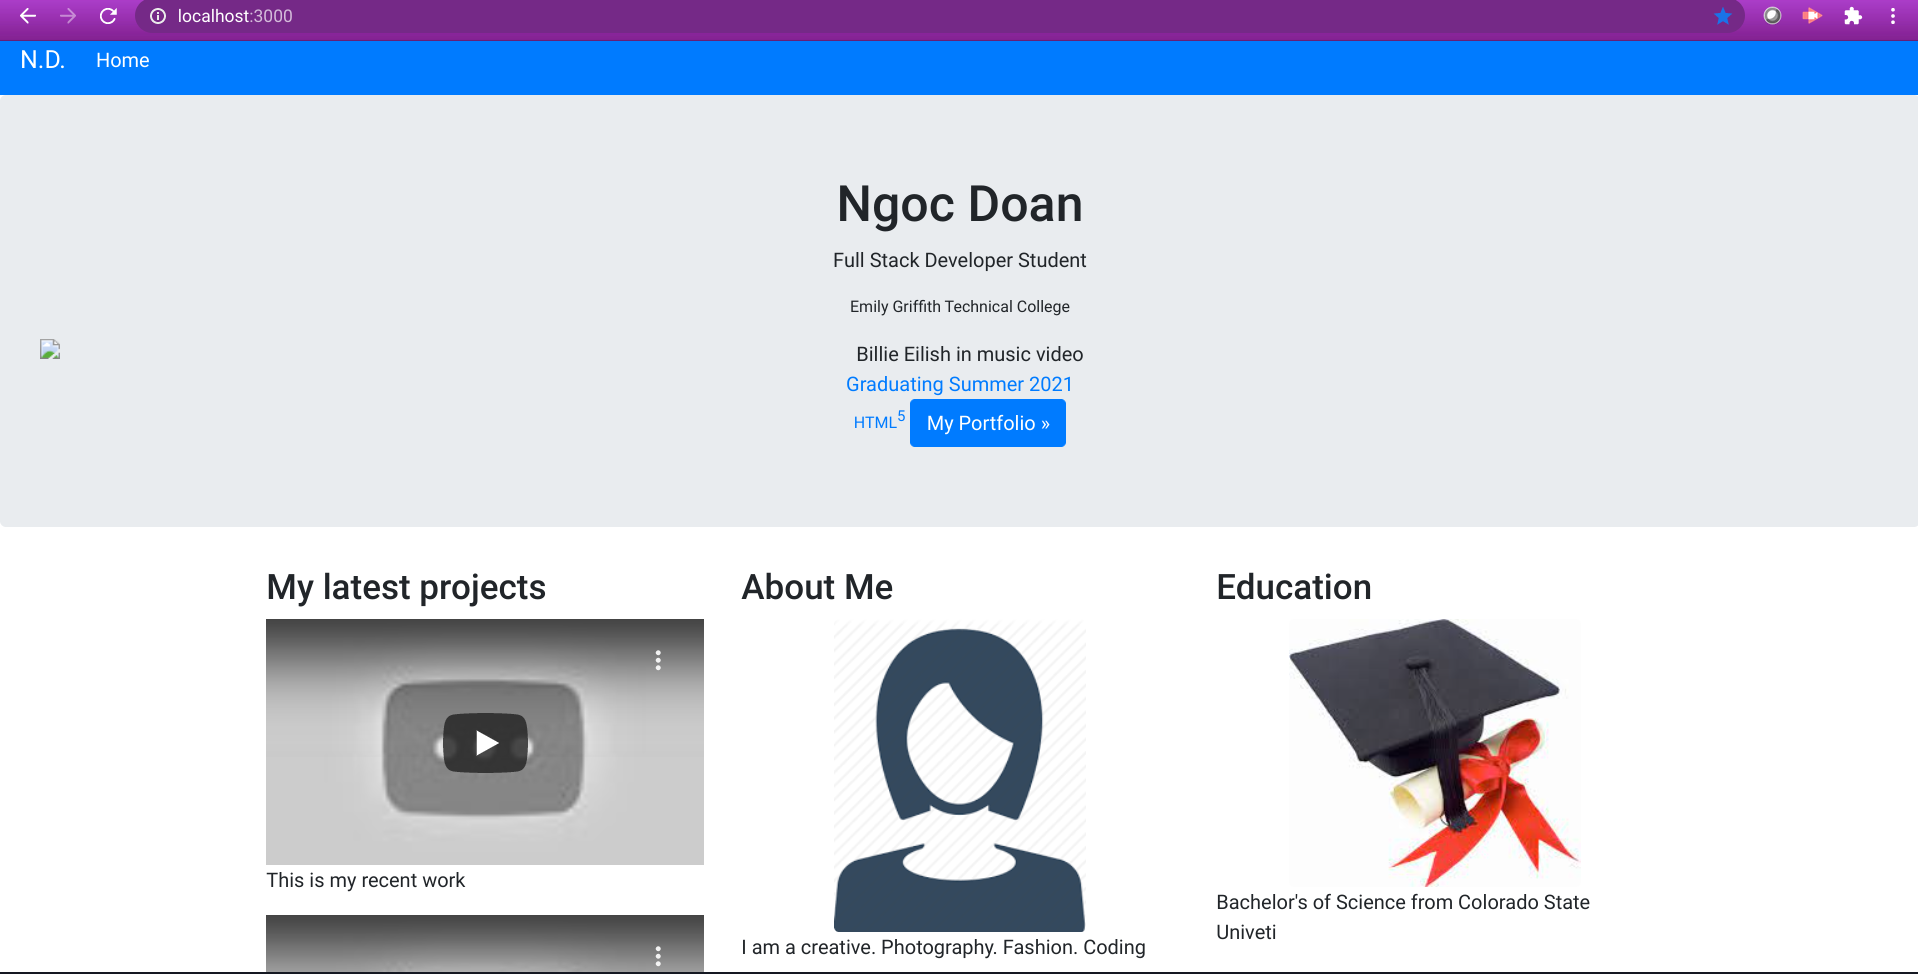 localhost:3000
N.D. Home
Ngoc Doan
Full Stack Developer Student
Emily Griffith Technical College
Billie Eilish in music video
Graduating Summer 2021
HTML5 My Portfolio »
My latest projects
About Me
Education
This is my recent work
I am a creative. Photography. Fashion. Coding
Bachelor's of Science from Colorado State
Univeti